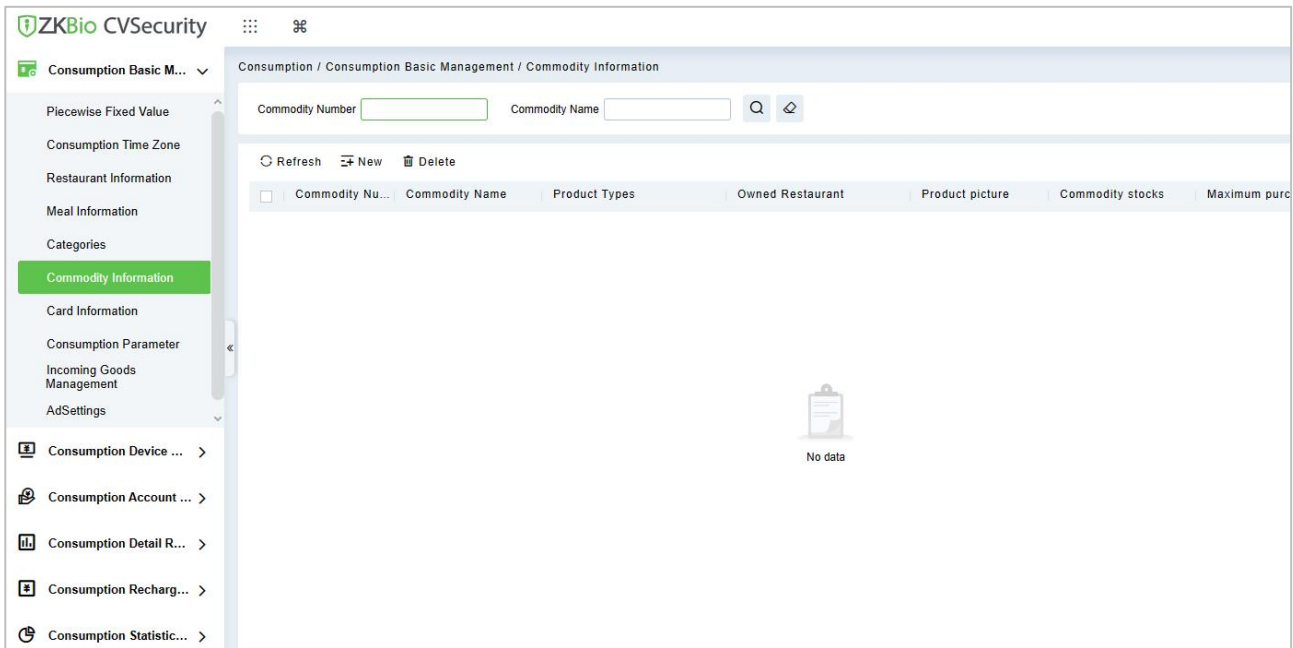 ZKBio CVSecurity
Consumption Basic M...
Piecewise Fixed Value
Consumption Time Zone
Restaurant Information
Meal Information
Categories
Commodity Information
Card Information
Consumption Parameter
Incoming Goods
Management
AdSettings
Consumption Device ...
Consumption Account ...
Consumption Detail R...
Consumption Recharg...
Consumption Statistic...
Consumption / Consumption Basic Management / Commodity Information
Commodity Number Commodity Name
Refresh New Delete
Commodity Nu... Commodity Name Product Types Owned Restaurant Product picture Commodity stocks Maximum purc
No data